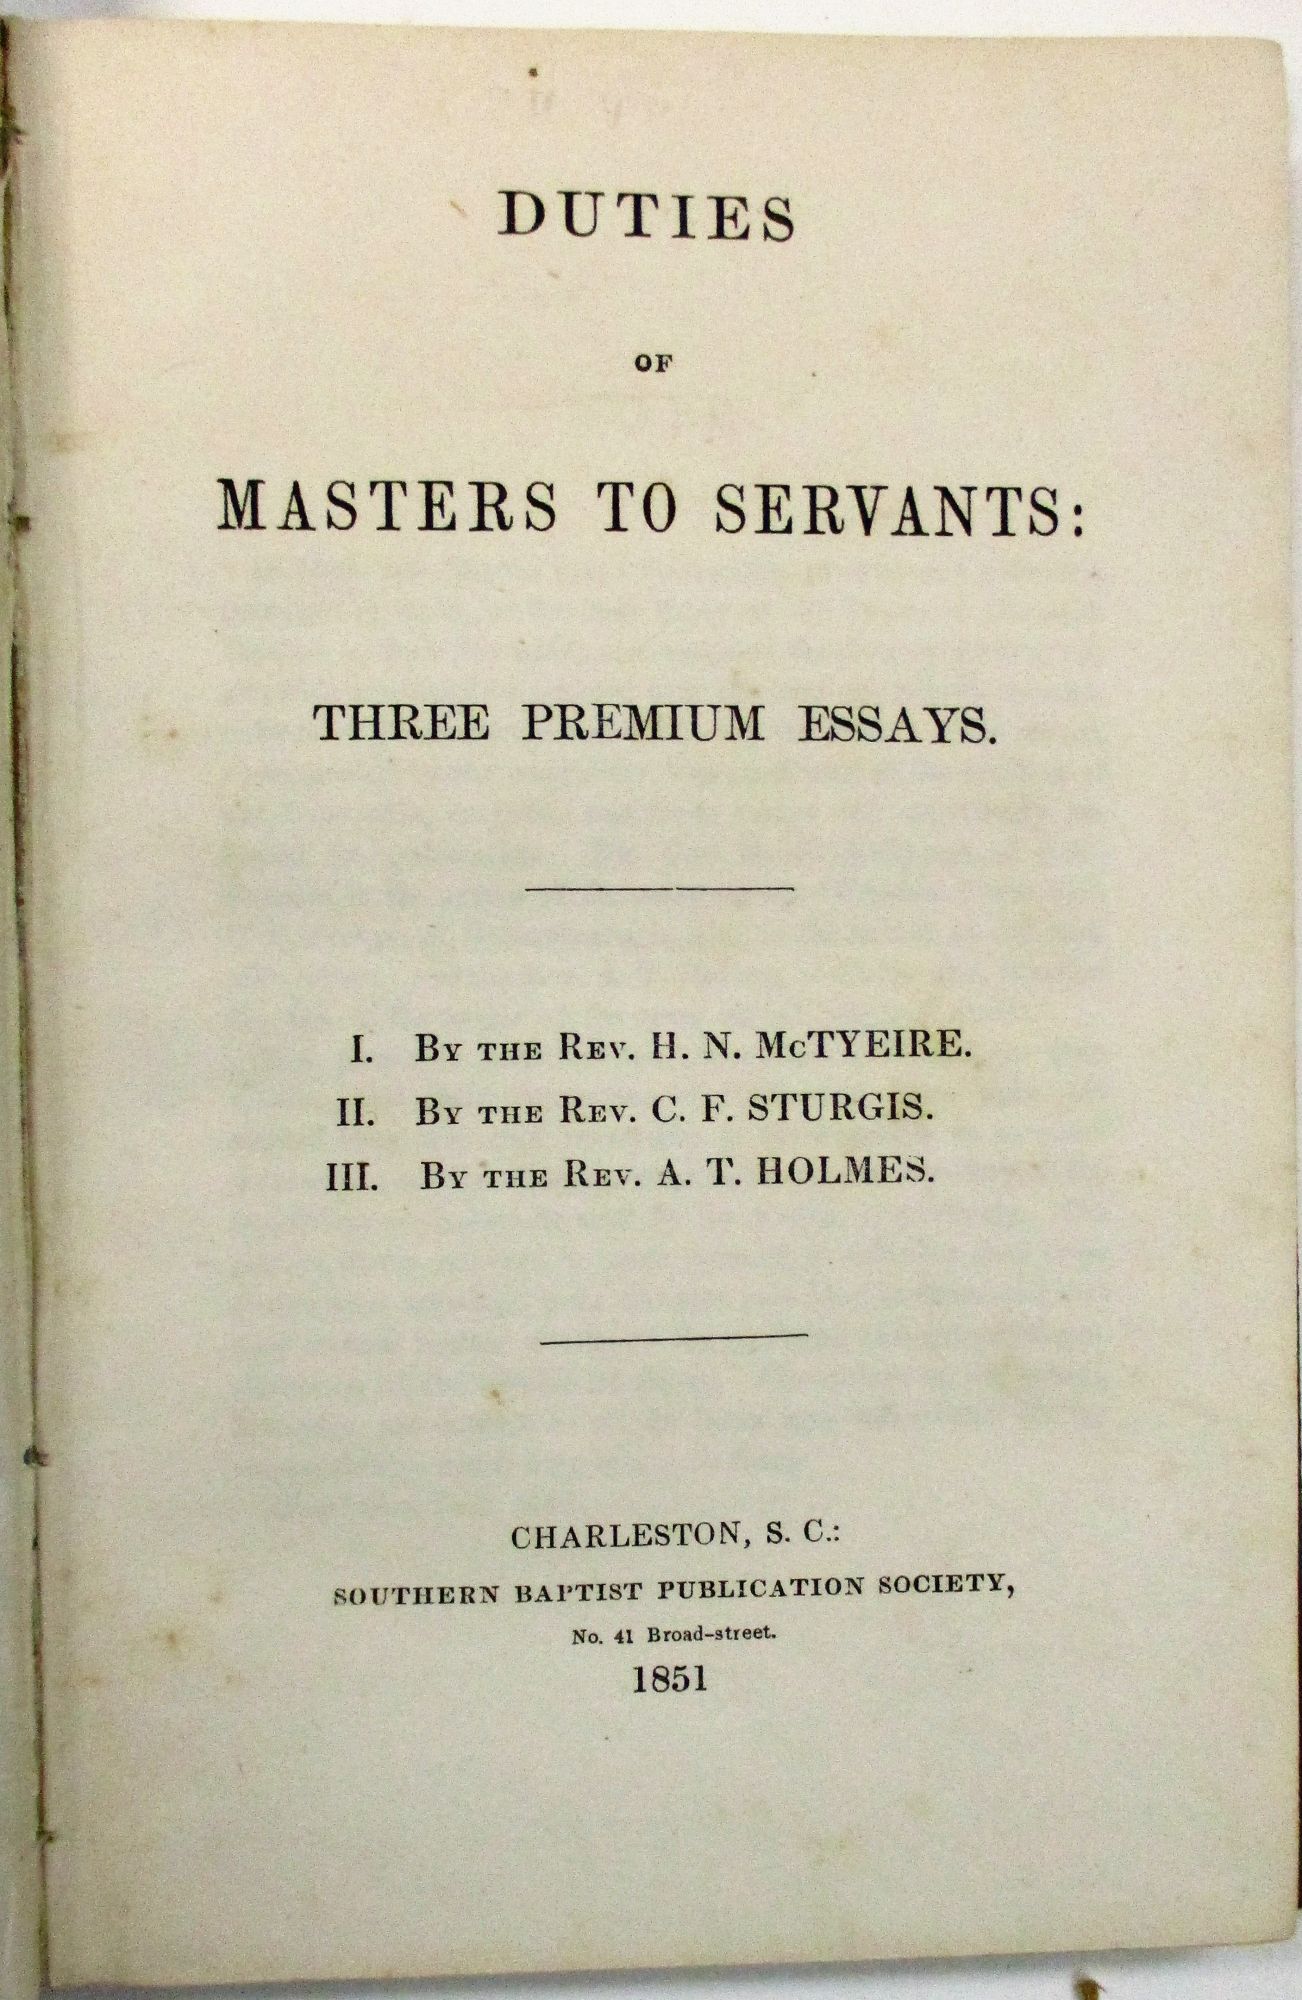 DUTIES
OF
MASTERS TO SERVANTS:
THREE PREMIUM ESSAYS.
I. By the Rev. H. N. McTYEIRE.
II. By the Rev. C. F. STURGIS.
III. By the Rev. A. T. HOLMES.
CHARLESTON, S. C.:
SOUTHERN BAPTIST PUBLICATION SOCIETY,
No. 41 Broad-street.
1851